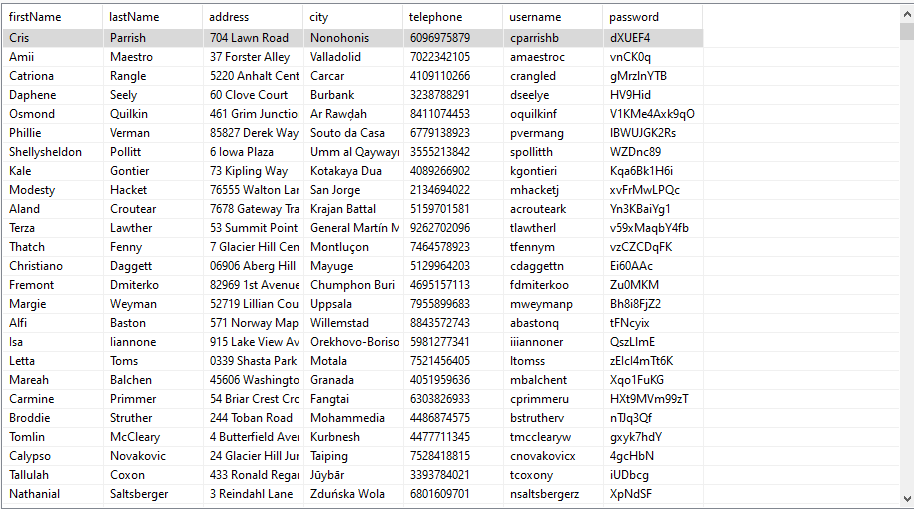 firstName lastName address city telephone username password
Cris Parrish 704 Lawn Road Nonohonis 6096975879 cparrishb dXUEF4
Amii Maestro 37 Forster Alley Valladolid 7022342105 amaestroc vnCK0q
Catriona Rangle 5220 Anhalt Cent Carcar 4109110266 crangled gMrzlnYTB
Daphene Seely 60 Clove Court Burbank 3238788291 dseelye HV9Hid
Osmond Quilkin 461 Grim Junctio Ar Rawḑah 8411074453 oquilkinf V1KMe4Axk9qO
Phillie Verman 85827 Derek Way Souto da Casa 6779138923 pvermang IBWUJGK2Rs
Shellysheldon Pollitt 6 Iowa Plaza Umm al Qaywayn 3555213842 spollitth WZDnc89
Kale Gontier 73 Kipling Way Kotakaya Dua 4089266902 kgontieri Kqa6Bk1H6i
Modesty Hacket 76555 Walton Lar San Jorge 2134694022 mhacketj xvFrMwLPQc
Aland Croutear 7678 Gateway Tra Krajan Battal 5159701581 acrouteark Yn3KBaiYg1
Terza Lawther 53 Summit Point General Martín M 9262702096 tlawtherl v59xMaqbY4fb
Thatch Fenny 7 Glacier Hill Cen Montluçon 7464578923 tfennym vzCZCDqFK
Christiano Daggett 06906 Aberg Hill Mayuge 5129964203 cdaggettn Ei60AAc
Fremont Dmiterko 82969 1st Avenue Chumphon Buri 4695157113 fdmiterkoo Zu0MKM
Margie Weyman 52719 Lillian Cou Uppsala 7955899683 mweymanp Bh8i8FjZ2
Alfi Baston 571 Norway Map Willemstad 8843572743 abastonq tFNcyix
Isa Iiannone 915 Lake View Av Orekhovo-Boriso 5981277341 iiiannoner QszLlmE
Letta Toms 0339 Shasta Park Motala 7521456405 ltomss zElcl4mTt6K
Mareah Balchen 45606 Washingto Granada 4051959636 mbalchent Xqo1FuKG
Carmine Primmer 54 Briar Crest Crc Fangtai 6303826933 cprimmeru HXt9MVm99zT
Broddie Struther 244 Toban Road Mohammedia 4486874575 bstrutherv nTJq3Qf
Tomlin McCleary 4 Butterfield Aver Kurbnesh 4477711345 tmcclearyw gxyk7hdY
Calypso Novakovic 24 Glacier Hill Jur Taiping 7528418815 cnovakovicx 4gcHbN
Tallulah Coxon 433 Ronald Regar Jūybār 3393784021 tcoxony iUDbcg
Nathanial Saltsberger 3 Reindahl Lane Zduńska Wola 6801609701 nsaltsbergerz XpNdSF